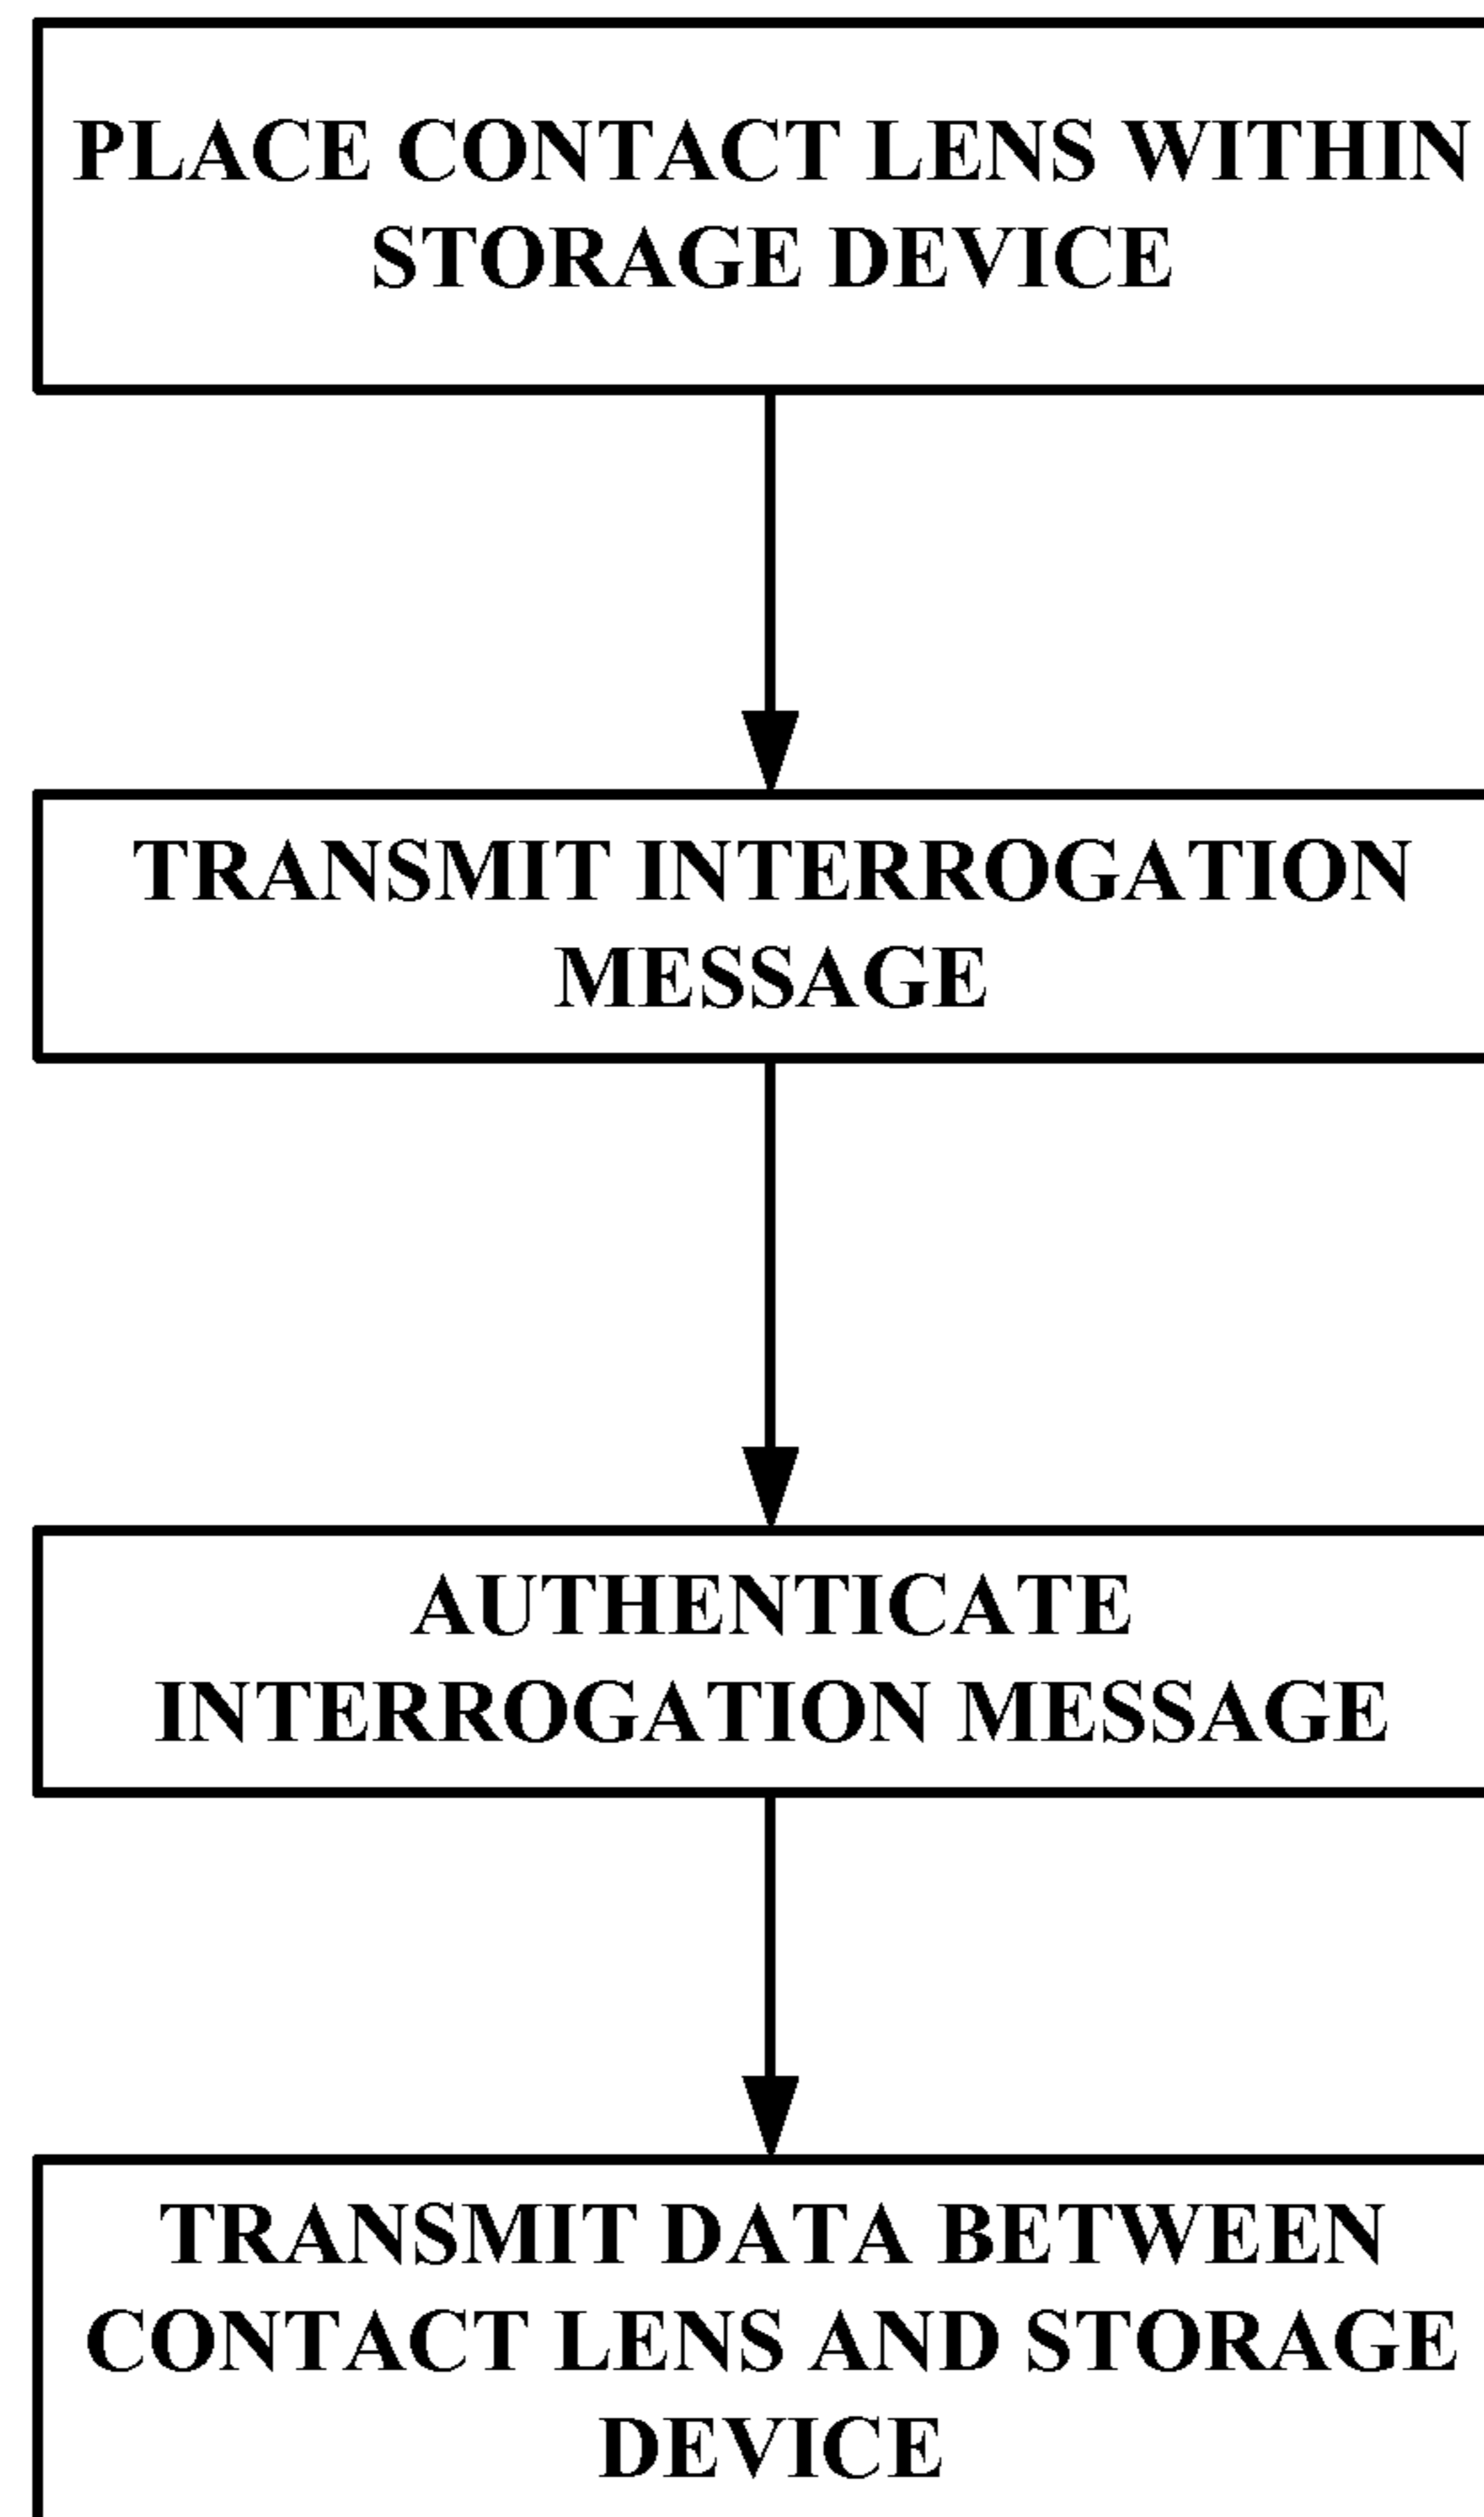 PLACE CONTACT LENS WITHIN
STORAGE DEVICE
TRANSMIT INTERROGATION
MESSAGE
AUTHENTICATE
INTERROGATION MESSAGE
TRANSMIT DATA BETWEEN
CONTACT LENS AND STORAGE
DEVICE